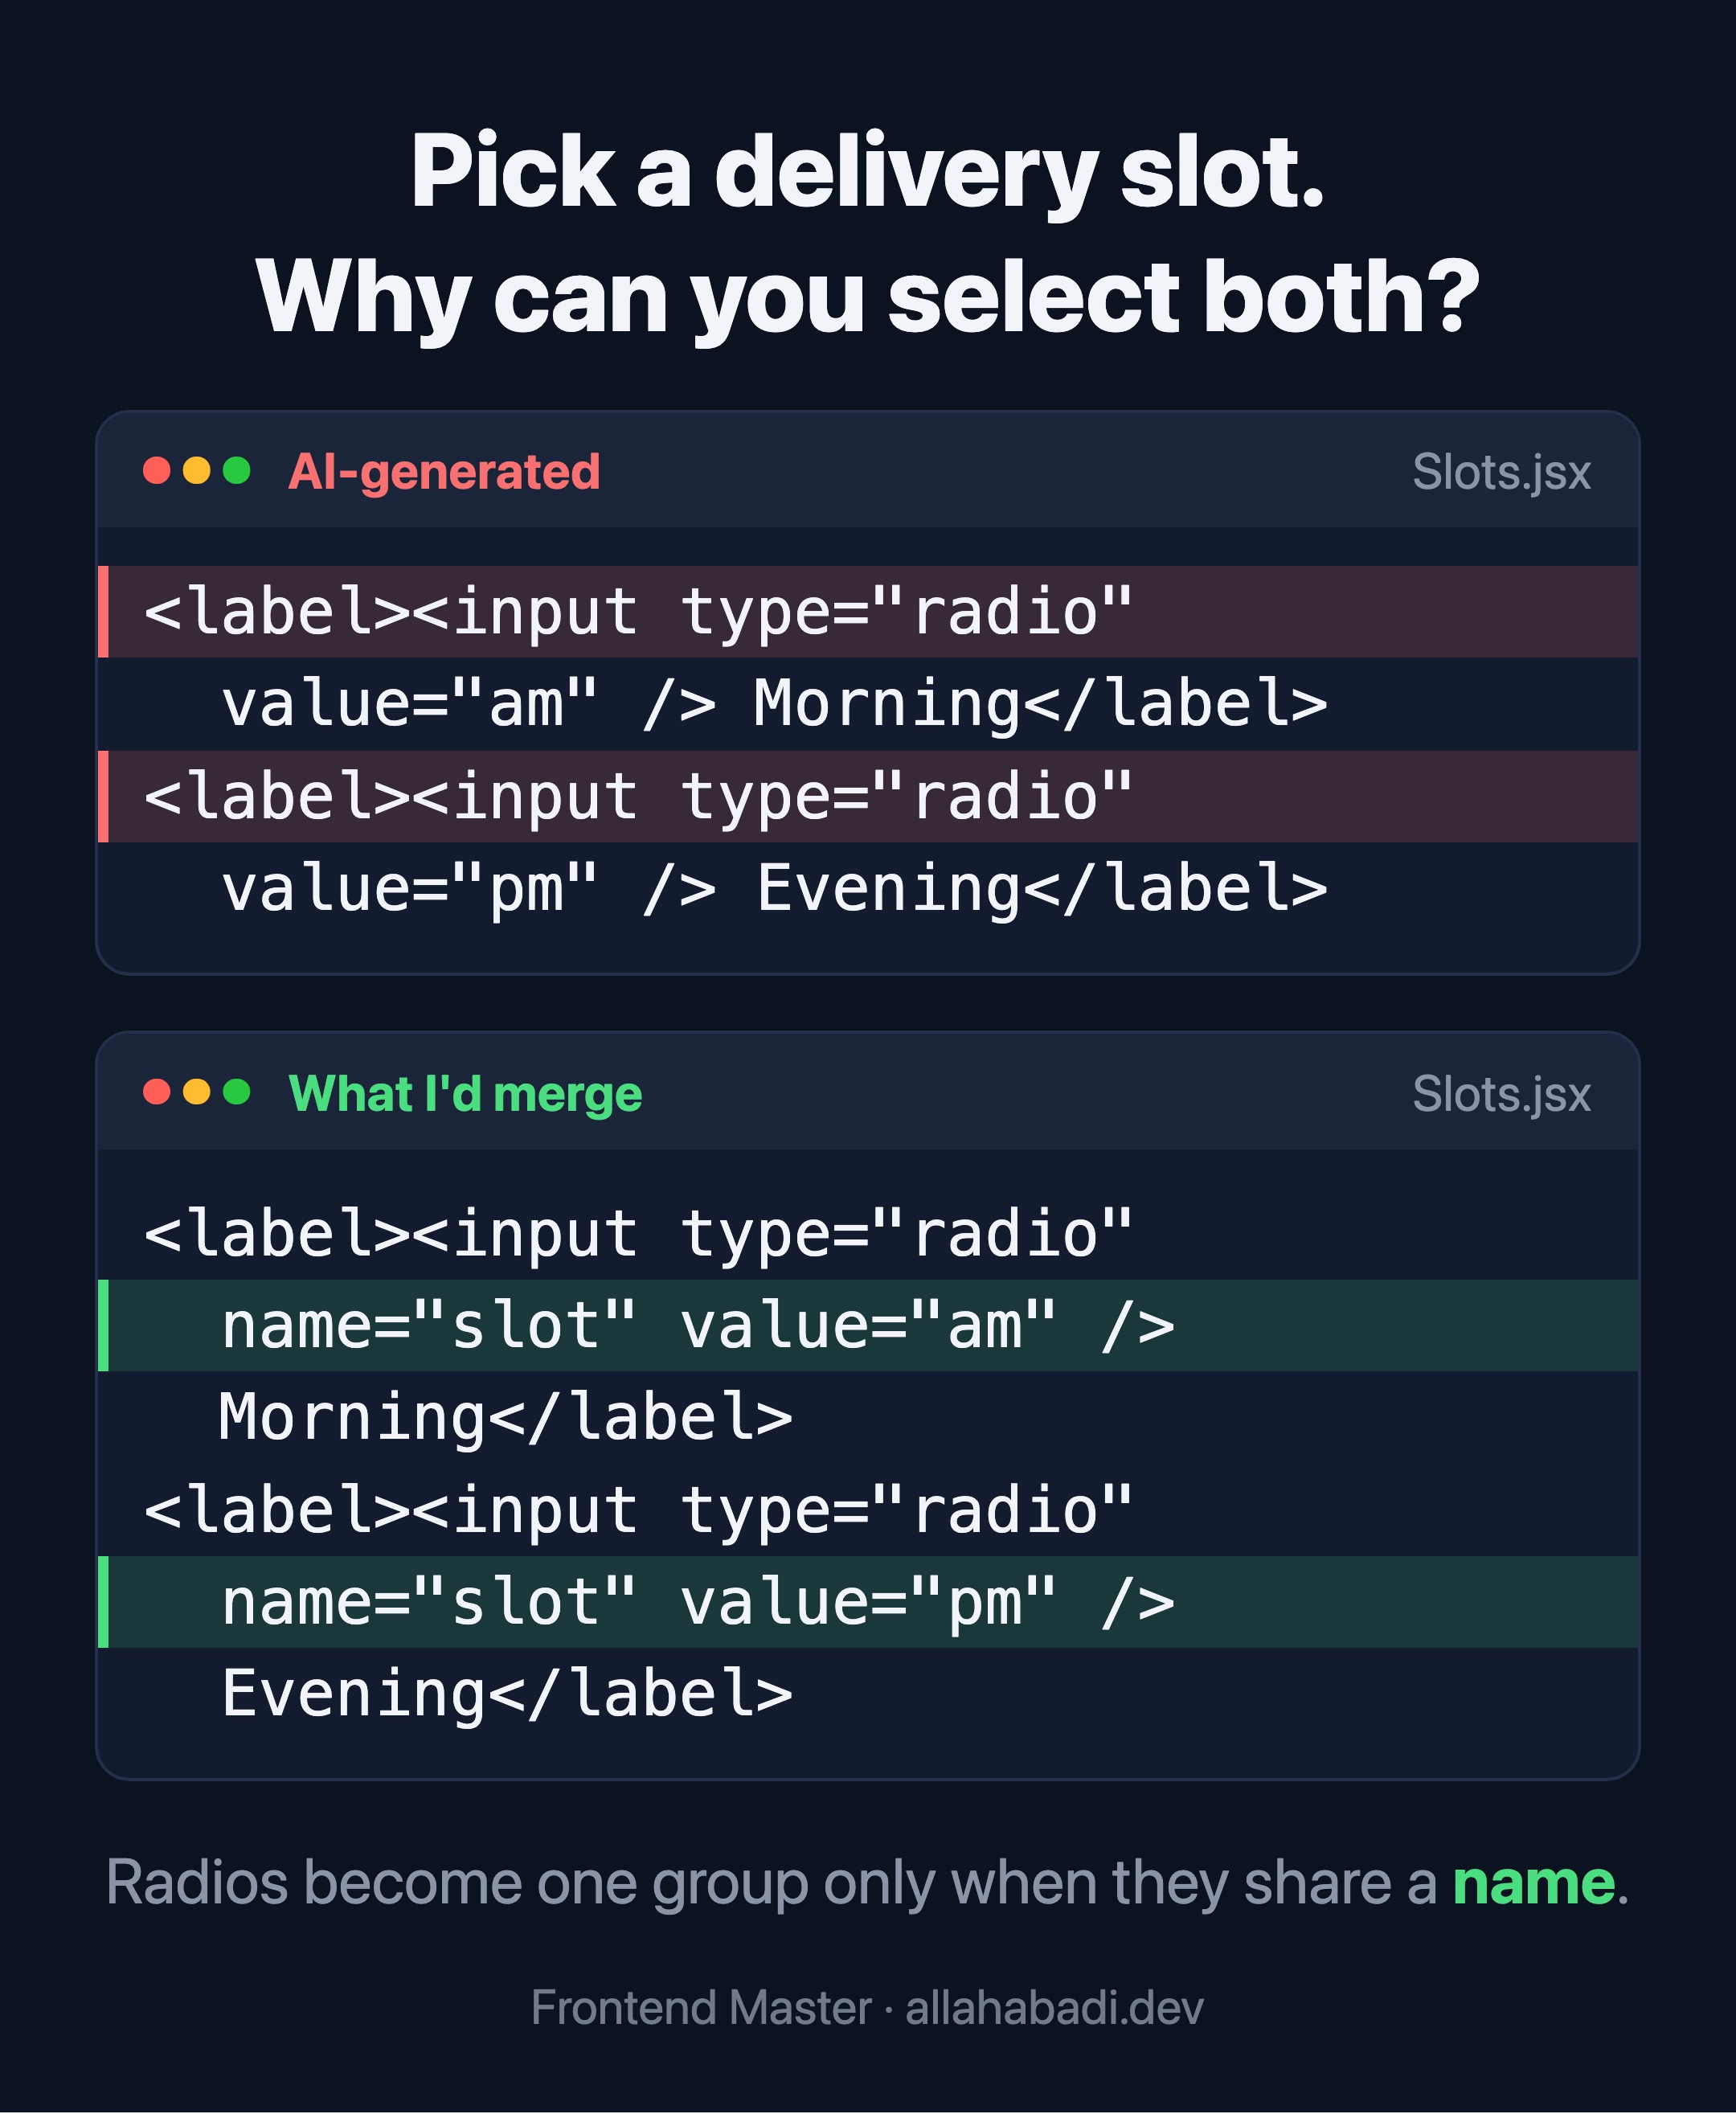 Pick a delivery slot.
Why can you select both?
AI-generated
Slots.jsx
<label><input type="radio"
  value="am" /> Morning</label>
<label><input type="radio"
  value="pm" /> Evening</label>
What I'd merge
Slots.jsx
<label><input type="radio"
  name="slot" value="am" />
  Morning</label>
<label><input type="radio"
  name="slot" value="pm" />
  Evening</label>
Radios become one group only when they share a name.
Frontend Master · allahabadi.dev